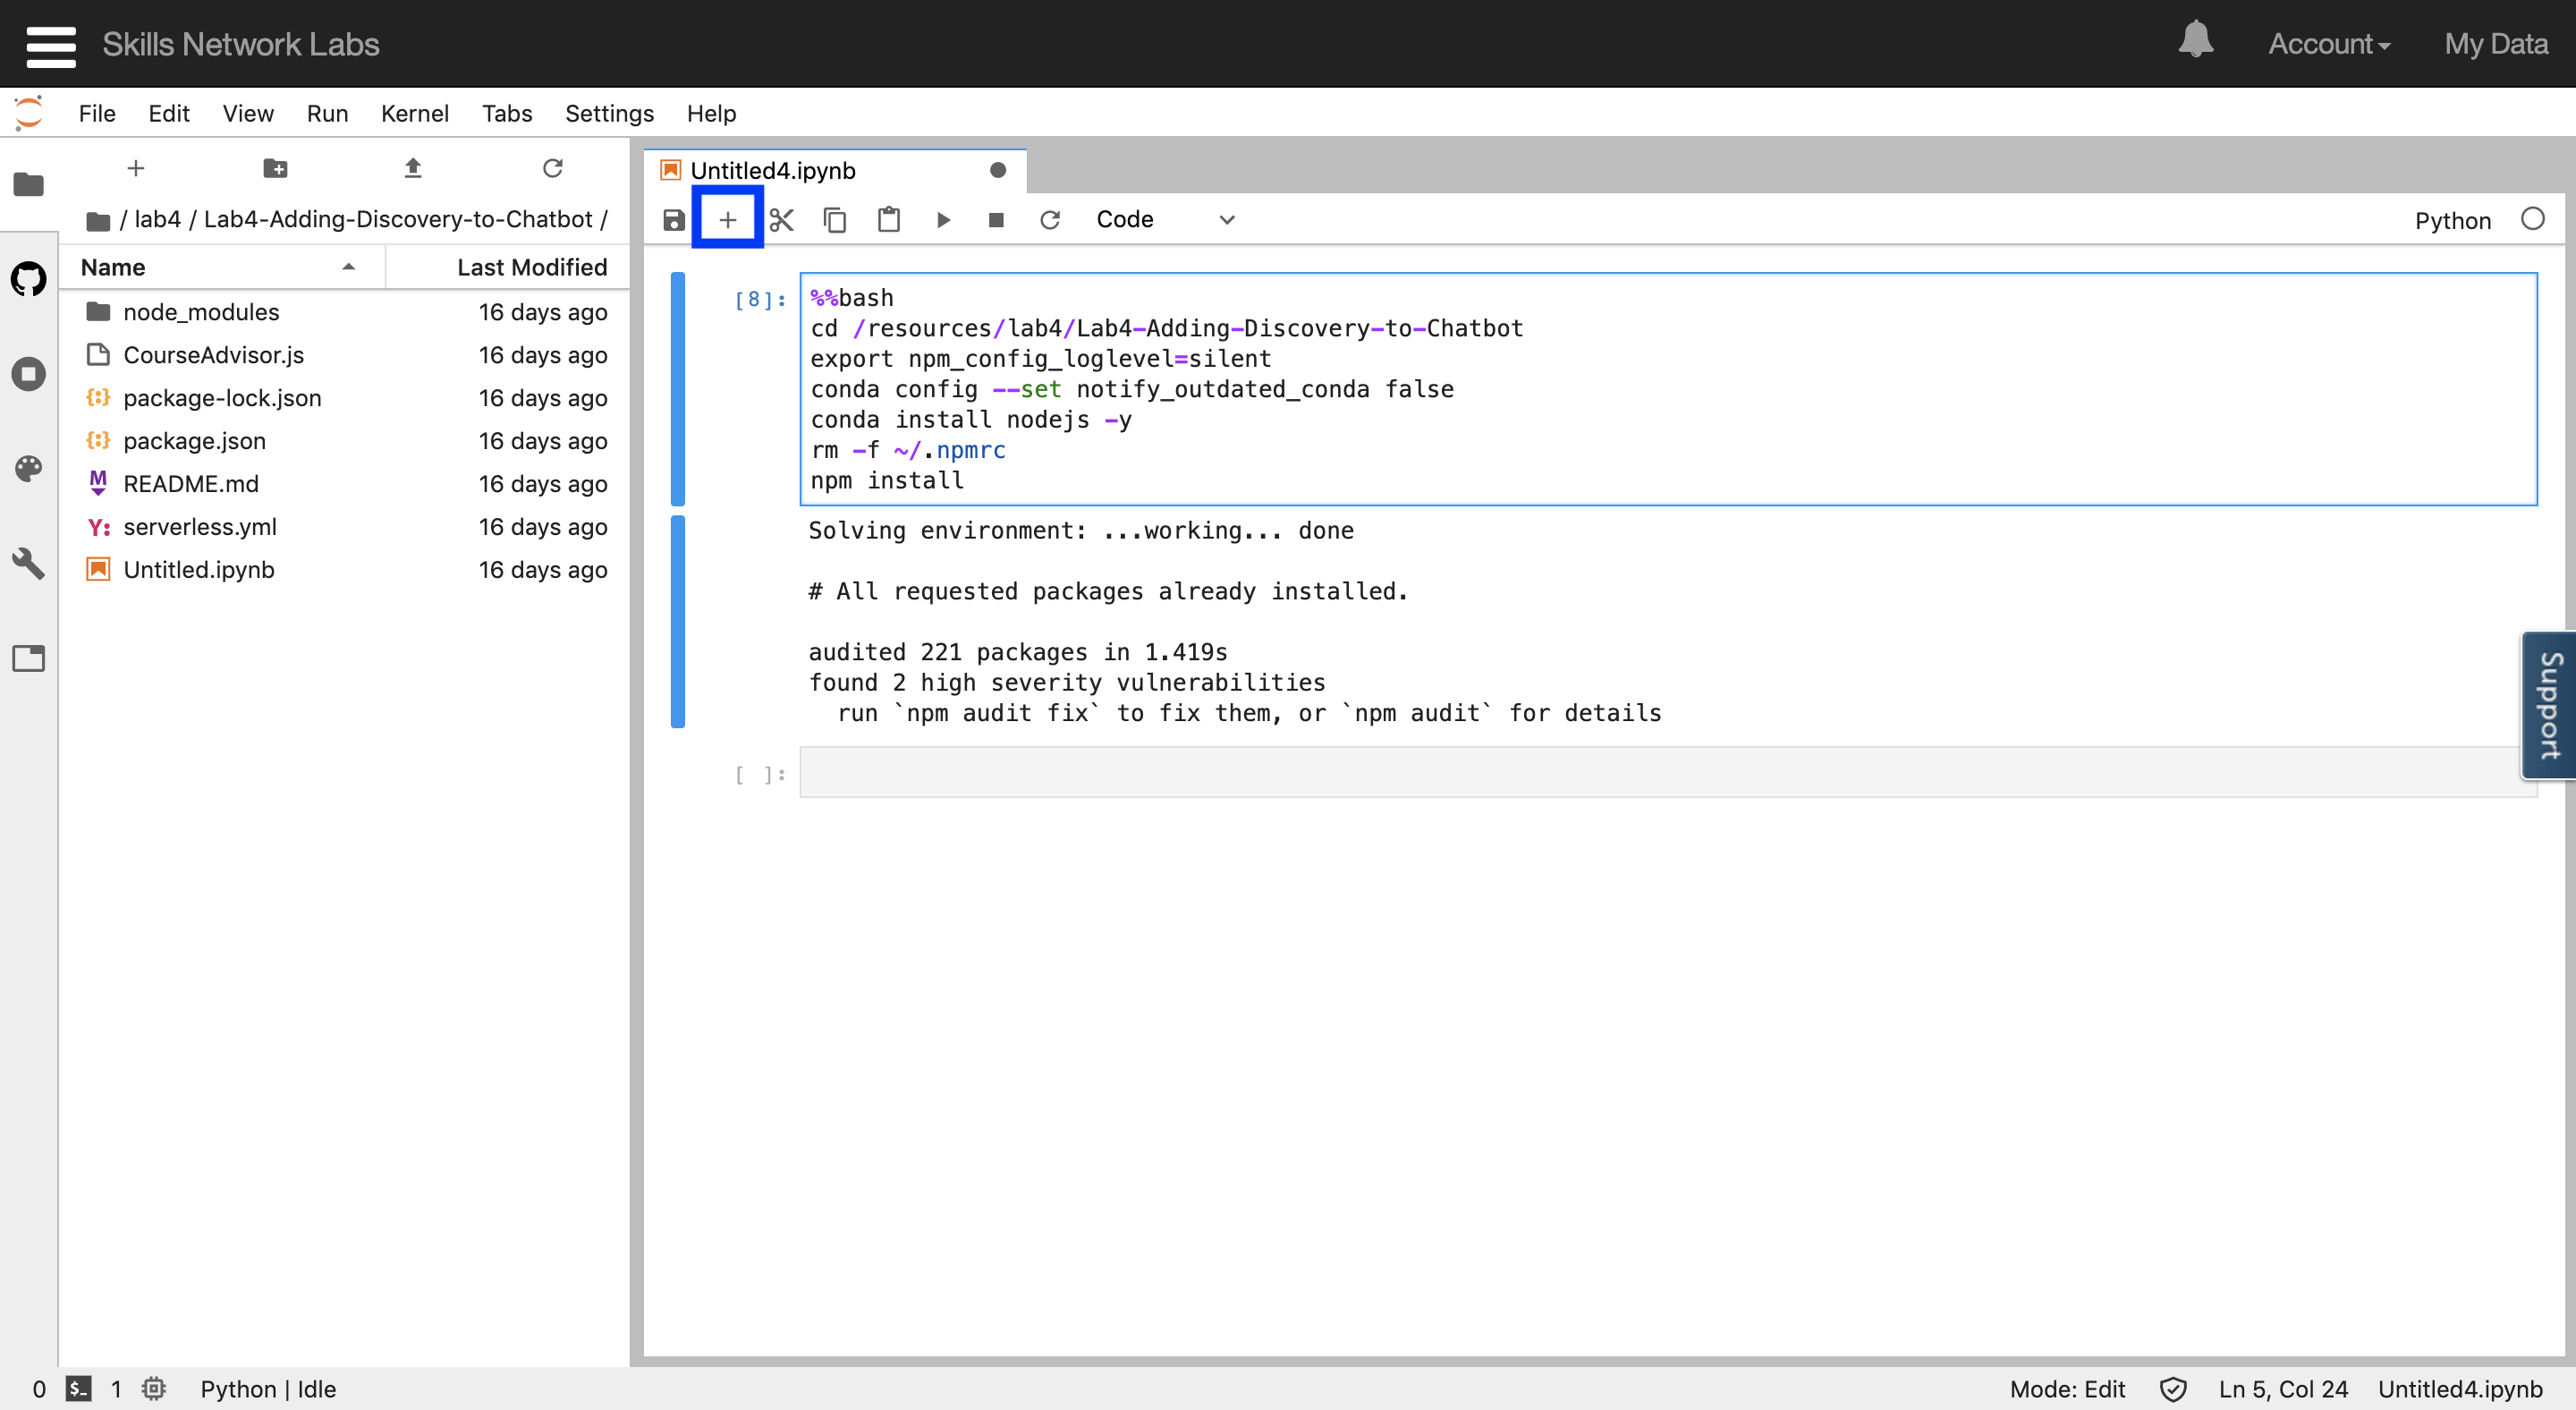 Skills Network Labs
Account
My Data
File Edit View Run Kernel Tabs Settings Help
/ lab4 / Lab4-Adding-Discovery-to-Chatbot /
Name Last Modified
node_modules 16 days ago
CourseAdvisor.js 16 days ago
package-lock.json 16 days ago
package.json 16 days ago
README.md 16 days ago
serverless.yml 16 days ago
Untitled.ipynb 16 days ago
Untitled4.ipynb
Code
Python
[8]:
%%bash
cd /resources/lab4/Lab4-Adding-Discovery-to-Chatbot
export npm_config_loglevel=silent
conda config --set notify_outdated_conda false
conda install nodejs -y
rm -f ~/.npmrc
npm install
Solving environment: ...working... done
# All requested packages already installed.
audited 221 packages in 1.419s
found 2 high severity vulnerabilities
run `npm audit fix` to fix them, or `npm audit` for details
[ ]:
Support
0 $_ 1 Python | Idle
Mode: Edit Ln 5, Col 24 Untitled4.ipynb